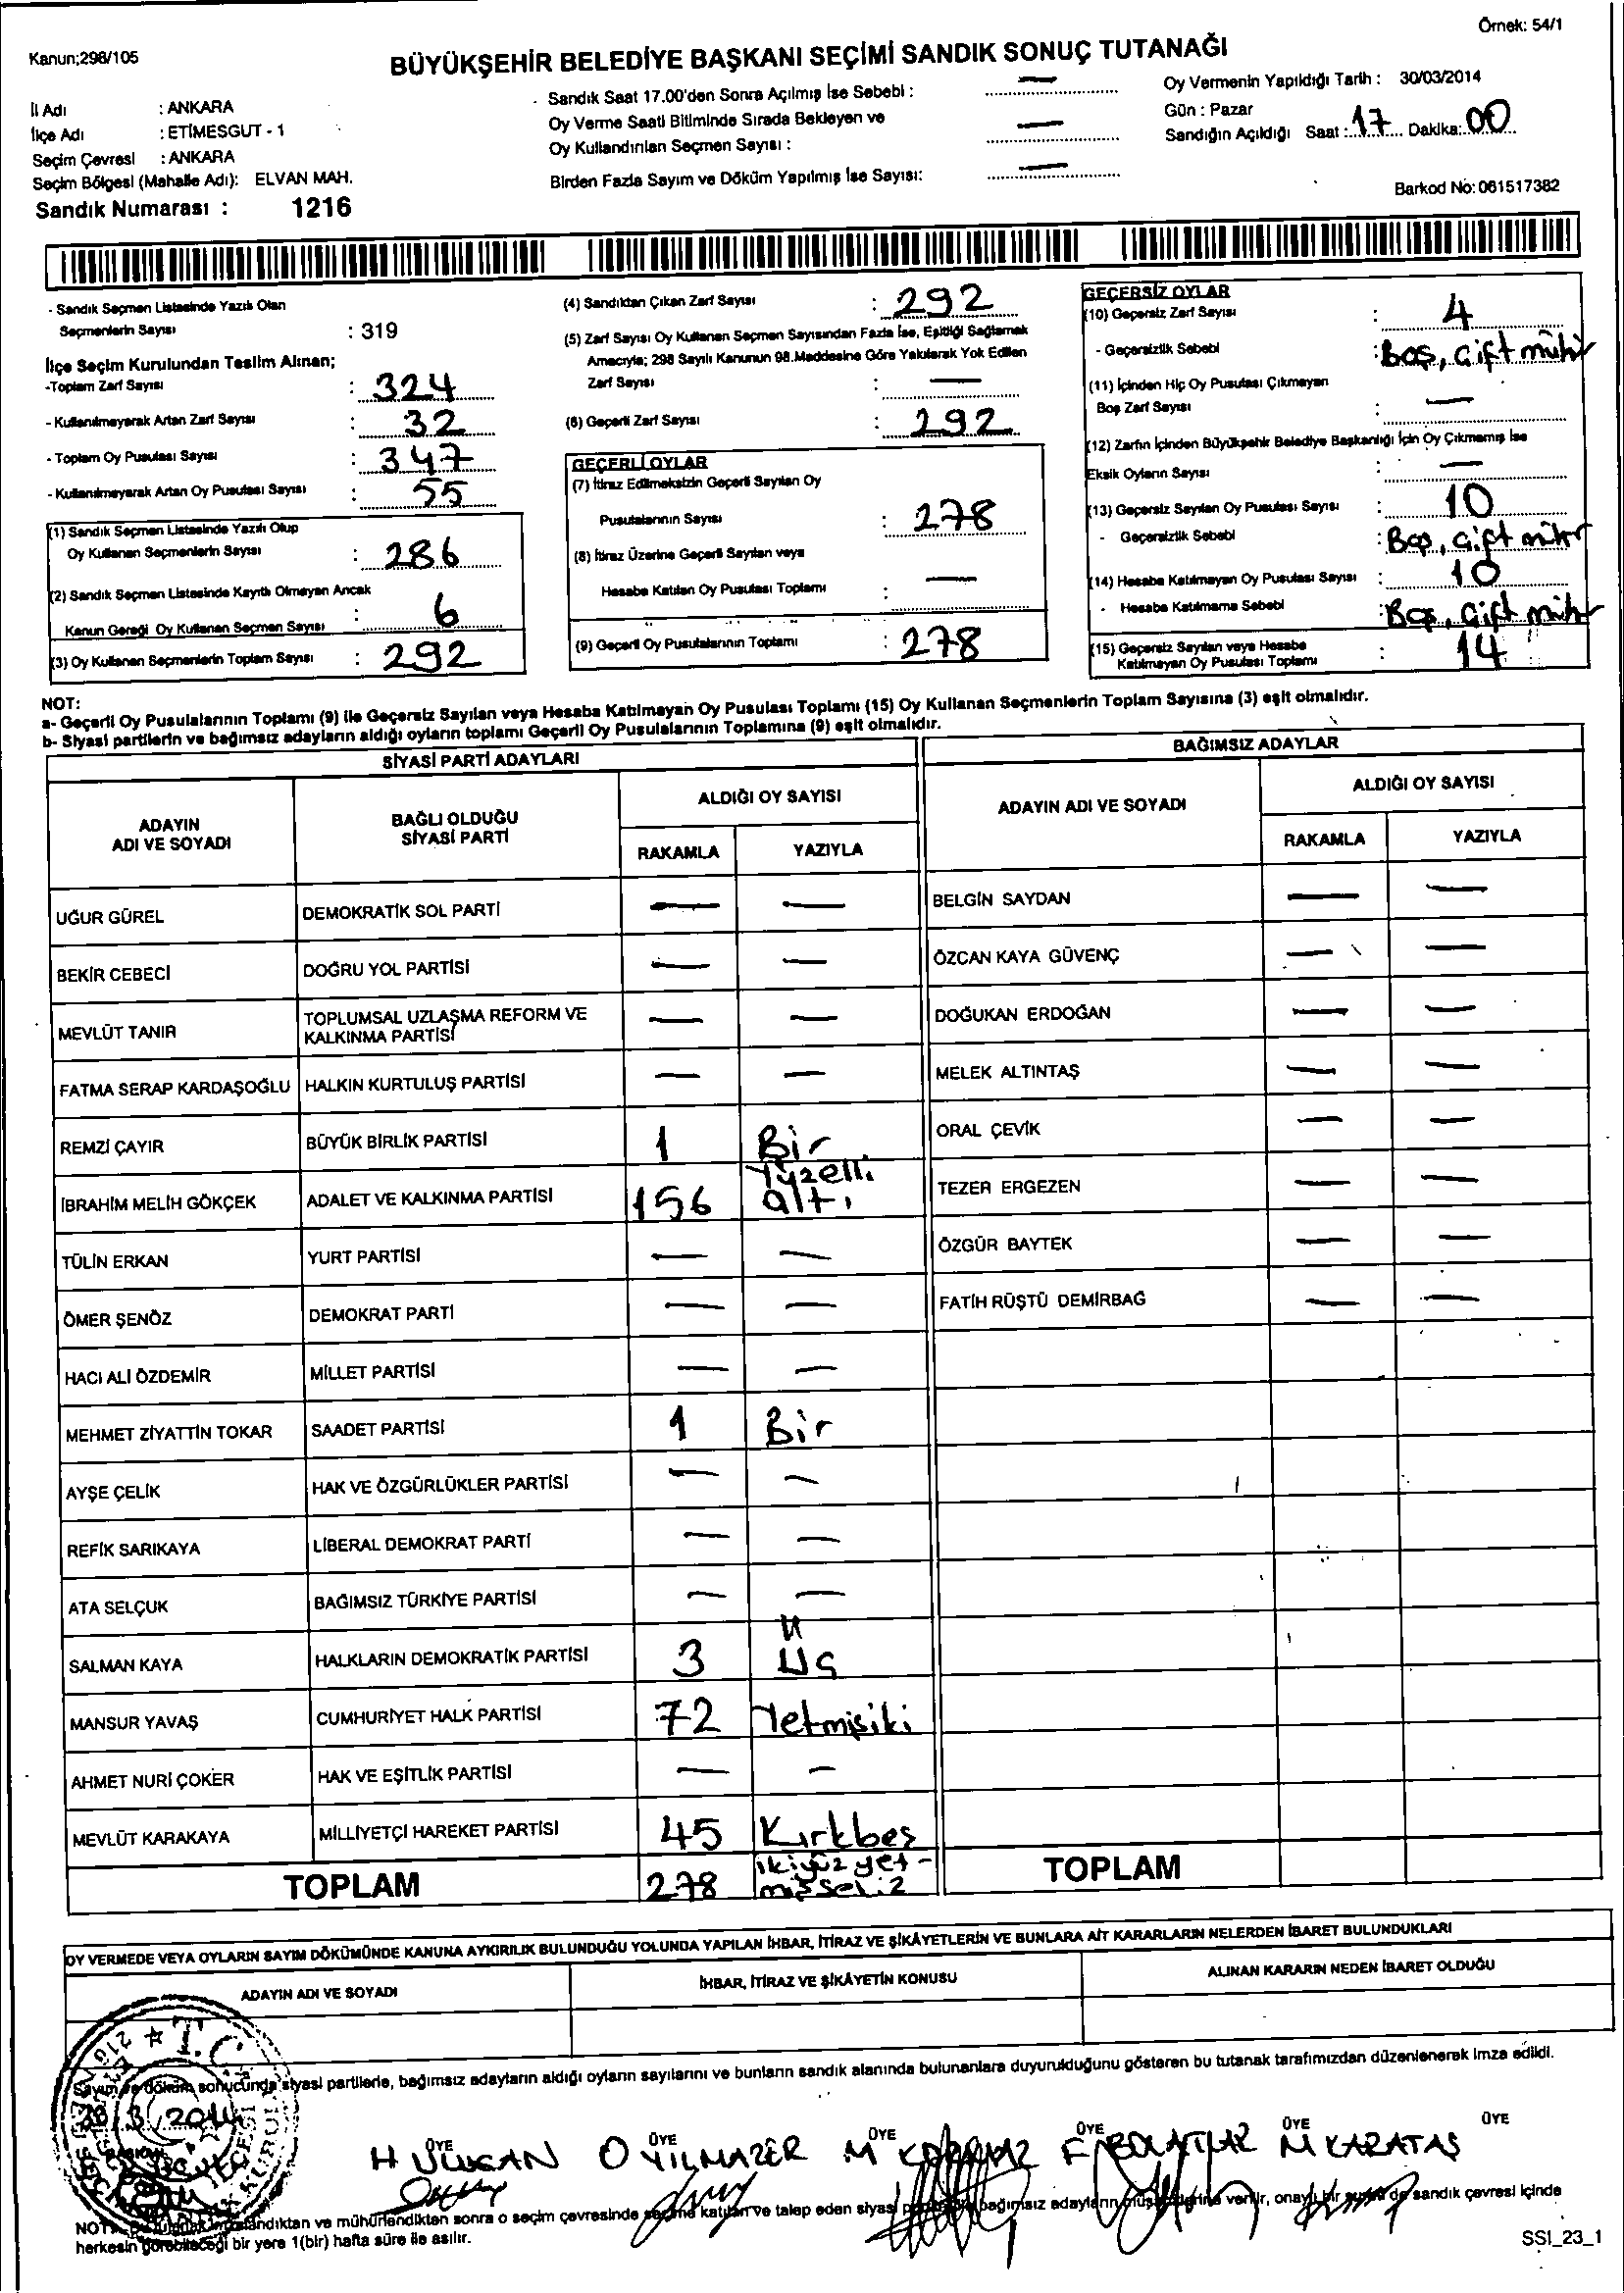 Örnek: 54/1
Kanun;298/105
BÜYÜKŞEHİR BELEDİYE BAŞKANI SEÇİMİ SANDIK SONUÇ TUTANAĞI
İl Adı : ANKARA
İlçe Adı : ETİMESGUT - 1
Seçim Çevresi : ANKARA
Seçim Bölgesi (Mahalle Adı): ELVAN MAH.
Sandık Numarası : 1216
Sandık Saat 17.00'den Sonra Açılmış İse Sebebi : —
Oy Verme Saati Bitiminde Sırada Bekleyen ve
Oy Kullandırılan Seçmen Sayısı : —
Birden Fazla Sayım ve Döküm Yapılmış İse Sayısı: —
Oy Vermenin Yapıldığı Tarih : 30/03/2014
Gün : Pazar
Sandığın Açıldığı Saat : 17 Dakika: 00
Barkod No: 061517382
- Sandık Seçmen Listesinde Yazılı Olan
Seçmenlerin Sayısı : 319
İlçe Seçim Kurulundan Teslim Alınan;
-Toplam Zarf Sayısı : 324
- Kullanılmayarak Artan Zarf Sayısı : 32
- Toplam Oy Pusulası Sayısı : 347
- Kullanılmayarak Artan Oy Pusulası Sayısı : 55
(1) Sandık Seçmen Listesinde Yazılı Olup
Oy Kullanan Seçmenlerin Sayısı : 286
(2) Sandık Seçmen Listesinde Kayıtlı Olmayan Ancak
Kanun Gereği Oy Kullanan Seçmen Sayısı : 6
(3) Oy Kullanan Seçmenlerin Toplam Sayısı : 292
(4) Sandıktan Çıkan Zarf Sayısı : 292
(5) Zarf Sayısı Oy Kullanan Seçmen Sayısından Fazla İse, Eşitliği Sağlamak
Amacıyla; 298 Sayılı Kanunun 98.Maddesine Göre Yakılarak Yok Edilen
Zarf Sayısı : —
(6) Geçerli Zarf Sayısı : 292
GEÇERLİ OYLAR
(7) İtiraz Edilmeksizin Geçerli Sayılan Oy
Pusulalarının Sayısı : 278
(8) İtiraz Üzerine Geçerli Sayılan veya
Hesaba Katılan Oy Pusulası Toplamı : —
(9) Geçerli Oy Pusulalarının Toplamı : 278
GEÇERSİZ OYLAR
(10) Geçersiz Zarf Sayısı : 4
- Geçersizlik Sebebi : Boş, çift mühür
(11) İçinden Hiç Oy Pusulası Çıkmayan
Boş Zarf Sayısı : —
(12) Zarfın İçinden Büyükşehir Belediye Başkanlığı İçin Oy Çıkmamış İse
Eksik Oyların Sayısı : —
(13) Geçersiz Sayılan Oy Pusulası Sayısı : 10
- Geçersizlik Sebebi : Boş, çift mühr
(14) Hesaba Katılmayan Oy Pusulası Sayısı : 10
- Hesaba Katılmama Sebebi : Boş, çift mühr
(15) Geçersiz Sayılan veya Hesaba
Katılmayan Oy Pusulası Toplamı : 14
NOT:
a- Geçerli Oy Pusulalarının Toplamı (9) ile Geçersiz Sayılan veya Hesaba Katılmayan Oy Pusulası Toplamı (15) Oy Kullanan Seçmenlerin Toplam Sayısına (3) eşit olmalıdır.
b- Siyasi partilerin ve bağımsız adayların aldığı oyların toplamı Geçerli Oy Pusulalarının Toplamına (9) eşit olmalıdır.
SİYASİ PARTİ ADAYLARI
ADAYIN ADI VE SOYADI BAĞLI OLDUĞU SİYASİ PARTİ ALDIĞI OY SAYISI RAKAMLA YAZIYLA
UĞUR GÜREL DEMOKRATİK SOL PARTİ — —
BEKİR CEBECİ DOĞRU YOL PARTİSİ — —
MEVLÜT TANIR TOPLUMSAL UZLAŞMA REFORM VE KALKINMA PARTİSİ — —
FATMA SERAP KARDAŞOĞLU HALKIN KURTULUŞ PARTİSİ — —
REMZİ ÇAYIR BÜYÜK BİRLİK PARTİSİ 1 Bir
İBRAHİM MELİH GÖKÇEK ADALET VE KALKINMA PARTİSİ 156 Yüzelli altı
TÜLİN ERKAN YURT PARTİSİ — —
ÖMER ŞENÖZ DEMOKRAT PARTİ — —
HACI ALİ ÖZDEMİR MİLLET PARTİSİ — —
MEHMET ZİYATTİN TOKAR SAADET PARTİSİ 1 Bir
AYŞE ÇELİK HAK VE ÖZGÜRLÜKLER PARTİSİ — —
REFİK SARIKAYA LİBERAL DEMOKRAT PARTİ — —
ATA SELÇUK BAĞIMSIZ TÜRKİYE PARTİSİ — —
SALMAN KAYA HALKLARIN DEMOKRATİK PARTİSİ 3 Üç
MANSUR YAVAŞ CUMHURİYET HALK PARTİSİ 72 Yetmişiki
AHMET NURİ ÇOKER HAK VE EŞİTLİK PARTİSİ — —
MEVLÜT KARAKAYA MİLLİYETÇİ HAREKET PARTİSİ 45 Kırkbeş
TOPLAM 278 ikiyüzyet-
mişsekiz
BAĞIMSIZ ADAYLAR
ADAYIN ADI VE SOYADI ALDIĞI OY SAYISI RAKAMLA YAZIYLA
BELGİN SAYDAN — —
ÖZCAN KAYA GÜVENÇ — —
DOĞUKAN ERDOĞAN — —
MELEK ALTINTAŞ — —
ORAL ÇEVİK — —
TEZER ERGEZEN — —
ÖZGÜR BAYTEK — —
FATİH RÜŞTÜ DEMİRBAĞ — —
TOPLAM
OY VERMEDE VEYA OYLARIN SAYIM DÖKÜMÜNDE KANUNA AYKIRILIK BULUNDUĞU YOLUNDA YAPILAN İHBAR, İTİRAZ VE ŞİKÂYETLERİN VE BUNLARA AİT KARARLARIN NELERDEN İBARET BULUNDUKLARI
ADAYIN ADI VE SOYADI İHBAR, İTİRAZ VE ŞİKÂYETİN KONUSU ALINAN KARARIN NEDEN İBARET OLDUĞU
Sayım ve döküm sonucunda siyasi partilerle, bağımsız adayların aldığı oyların sayılarını ve bunların sandık alanında bulunanlara duyurulduğunu gösteren bu tutanak tarafımızdan düzenlenerek imza edildi.
T.C.
30/3/2014
ÜYE ÜYE ÜYE ÜYE ÜYE ÜYE
H ULUCAN O YILMAZER M F BOLATLAR M KARATAŞ
NOT: Bu tutanak imzalandıktan ve mühürlendikten sonra o seçim çevresinde seçime katılan ve talep eden siyasi parti ile bağımsız adayların müşahitlerine verilir, onaylı bir sureti de sandık çevresi içinde
herkesin görebileceği bir yere 1(bir) hafta süre ile asılır.
SSI_23_1